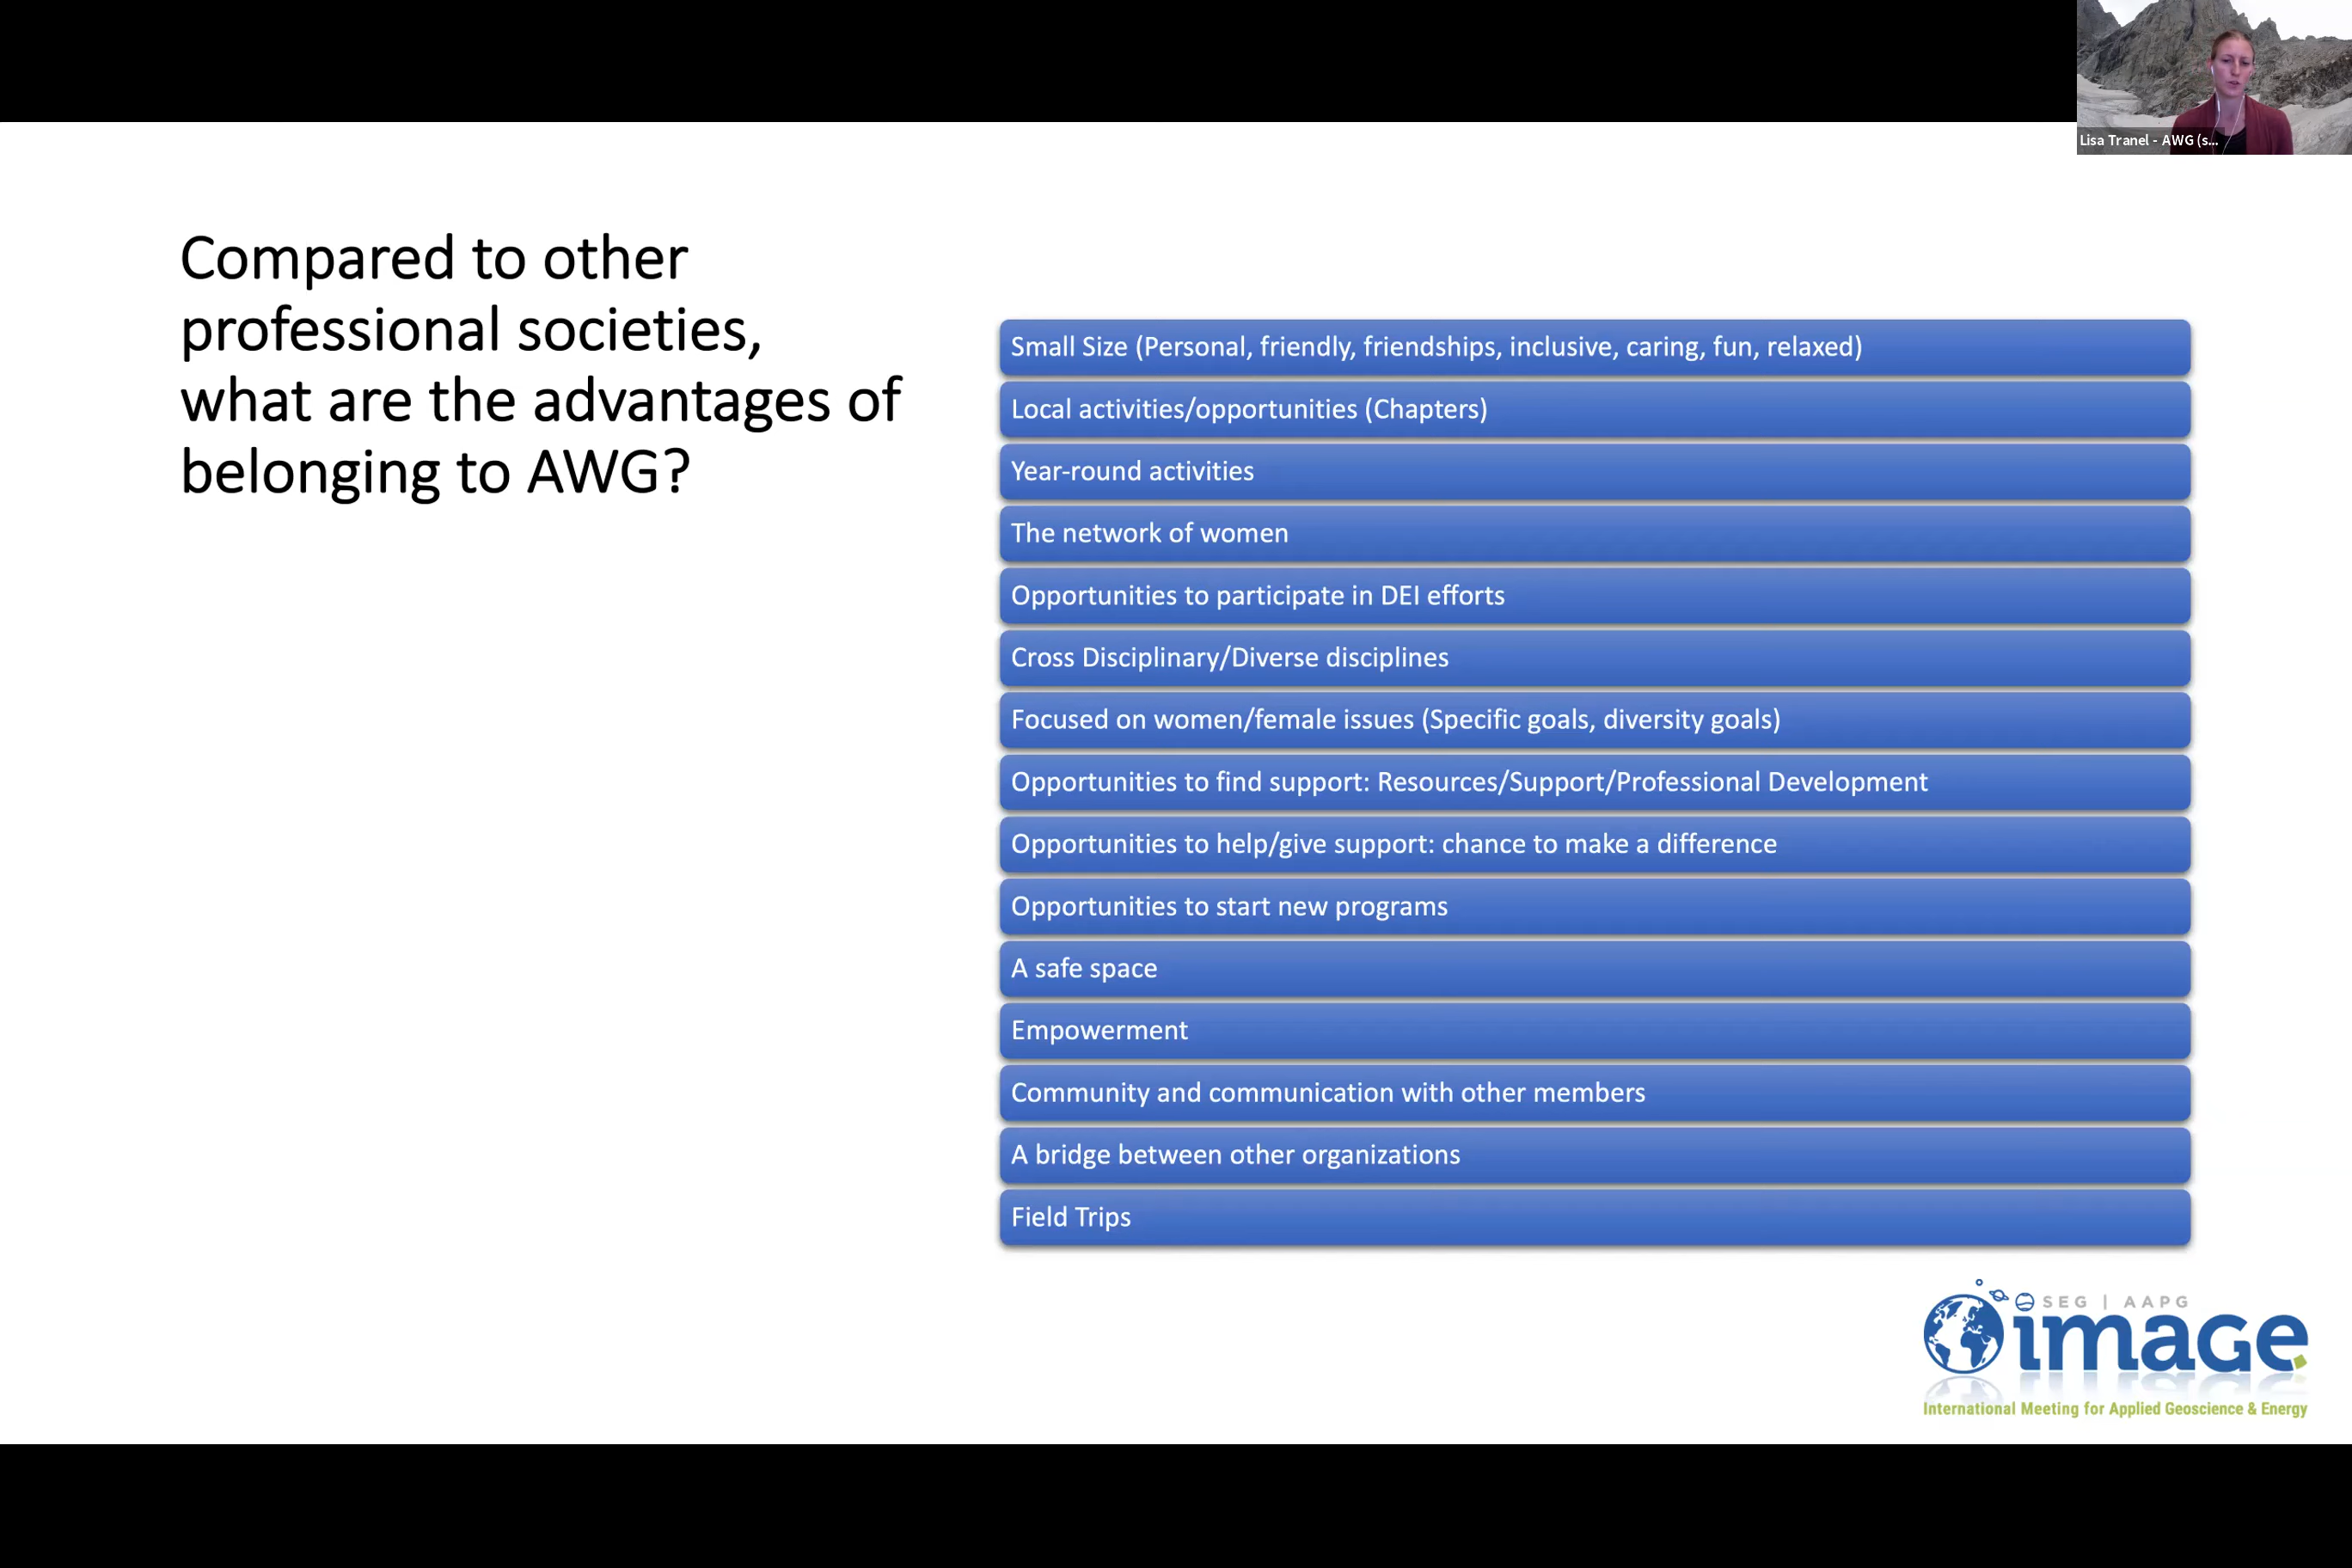 Lisa Tranel - AWG (s...
Compared to other
professional societies,
what are the advantages of
belonging to AWG?
Small Size (Personal, friendly, friendships, inclusive, caring, fun, relaxed)
Local activities/opportunities (Chapters)
Year-round activities
The network of women
Opportunities to participate in DEI efforts
Cross Disciplinary/Diverse disciplines
Focused on women/female issues (Specific goals, diversity goals)
Opportunities to find support: Resources/Support/Professional Development
Opportunities to help/give support: chance to make a difference
Opportunities to start new programs
A safe space
Empowerment
Community and communication with other members
A bridge between other organizations
Field Trips
SEG | AAPG
image
International Meeting for Applied Geoscience & Energy